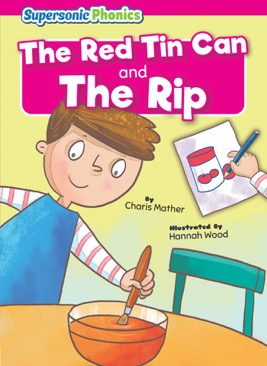 Supersonic Phonics
The Red Tin Can
and
The Rip
By
Charis Mather
Illustrated By
Hannah Wood